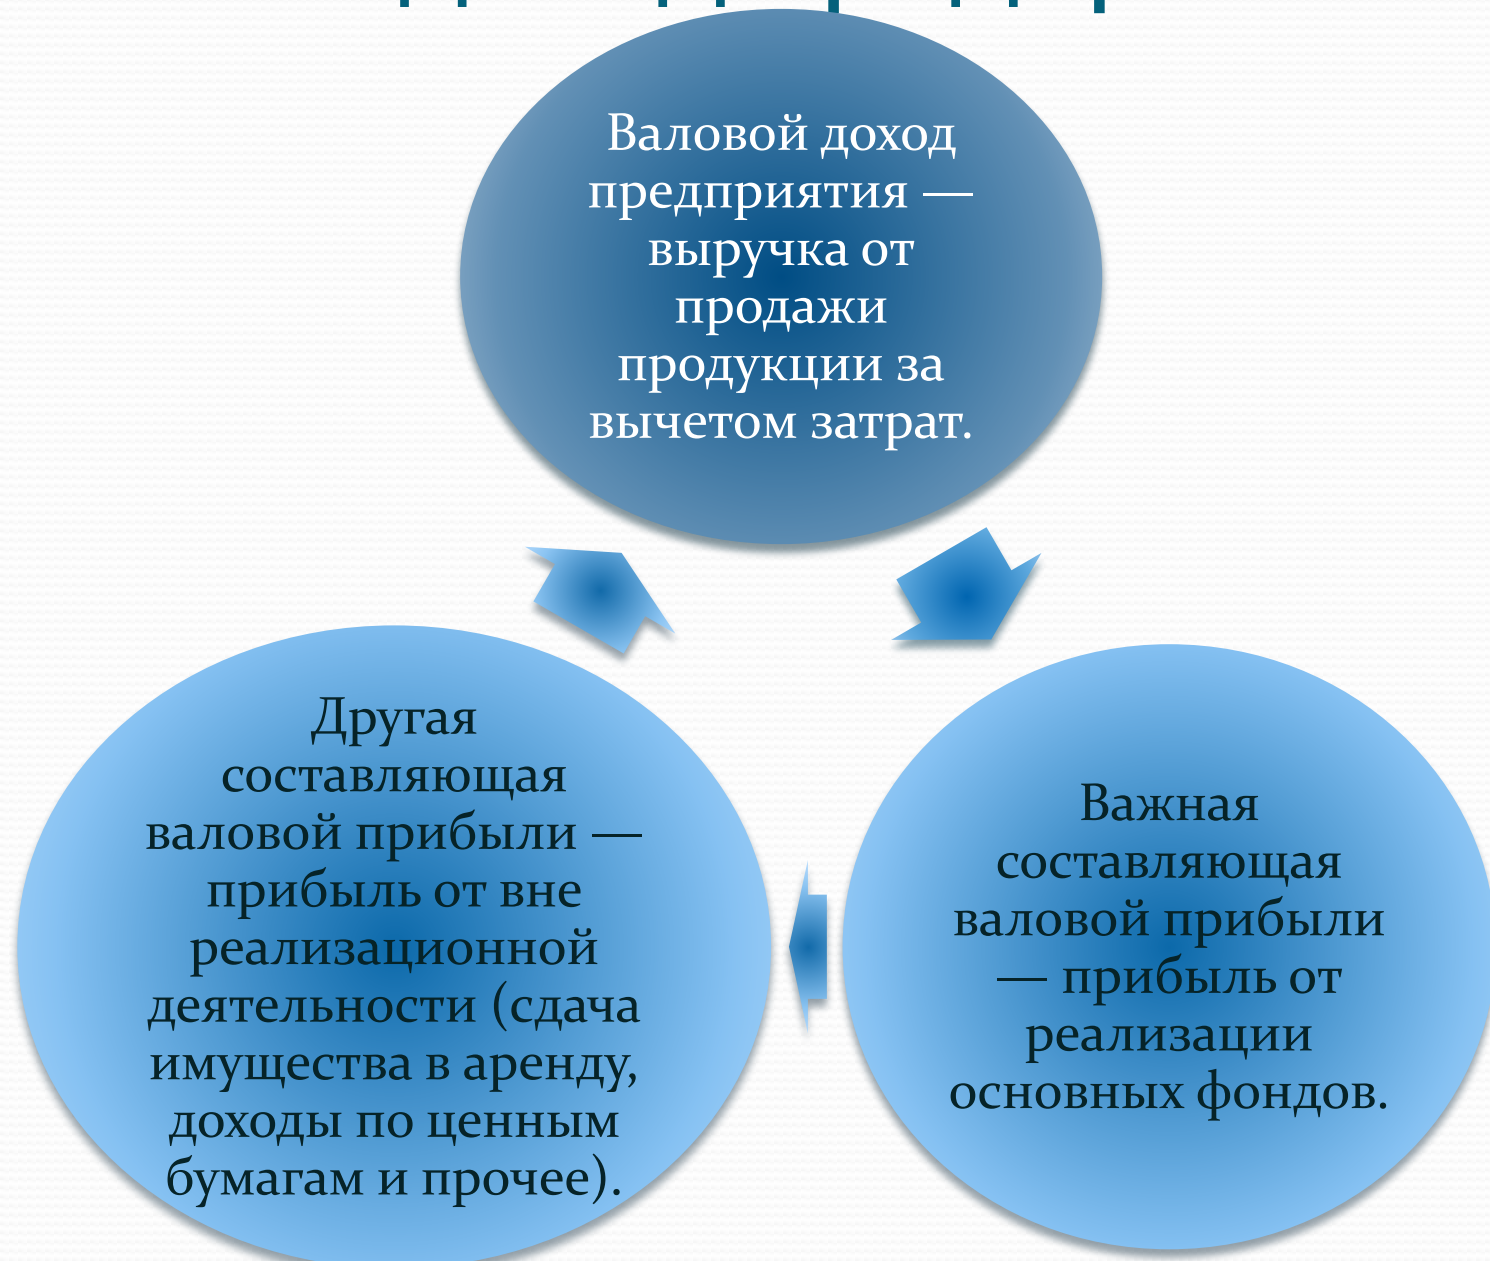 Валовой доход
предприятия —
выручка от
продажи
продукции за
вычетом затрат.
Важная
составляющая
валовой прибыли
— прибыль от
реализации
основных фондов.
Другая
составляющая
валовой прибыли —
прибыль от вне
реализационной
деятельности (сдача
имущества в аренду,
доходы по ценным
бумагам и прочее).